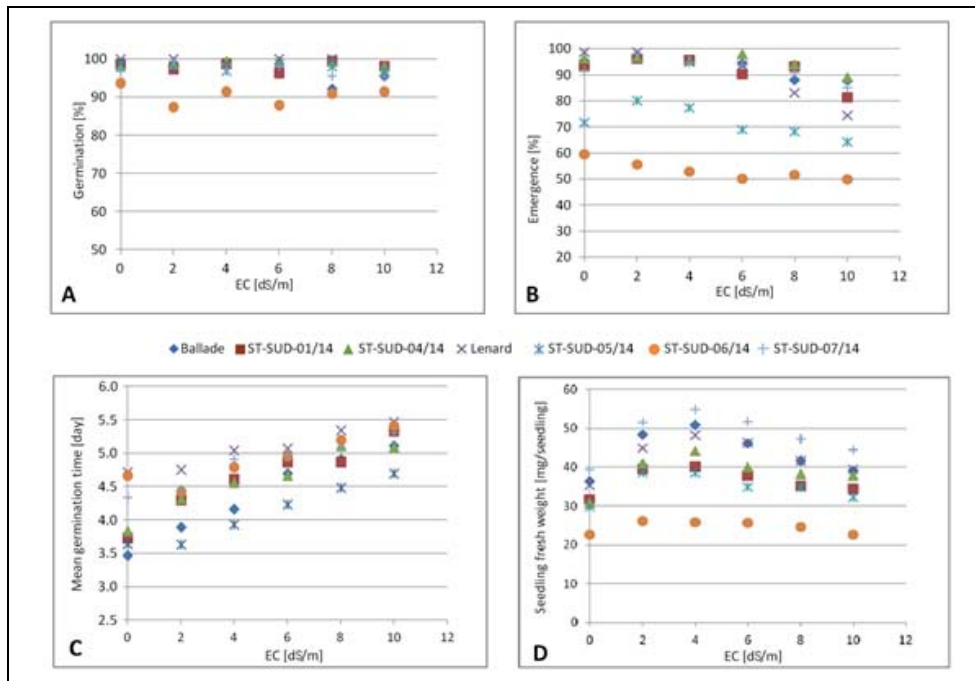 100
90
80
70
60
50
Germination [%]
0 2 4 6 8 10 12
EC [dS/m]
A
100
90
80
70
60
50
40
30
20
Emergence [%]
0 2 4 6 8 10 12
EC [dS/m]
B
Ballade ST-SUD-01/14 ST-SUD-04/14 Lenard ST-SUD-05/14 ST-SUD-06/14 ST-SUD-07/14
6.0
5.5
5.0
4.5
4.0
3.5
3.0
2.5
Mean germination time [day]
0 2 4 6 8 10 12
EC [dS/m]
C
60
50
40
30
20
10
0
Seedling fresh weight [mg/seedling]
0 2 4 6 8 10 12
EC [dS/m]
D